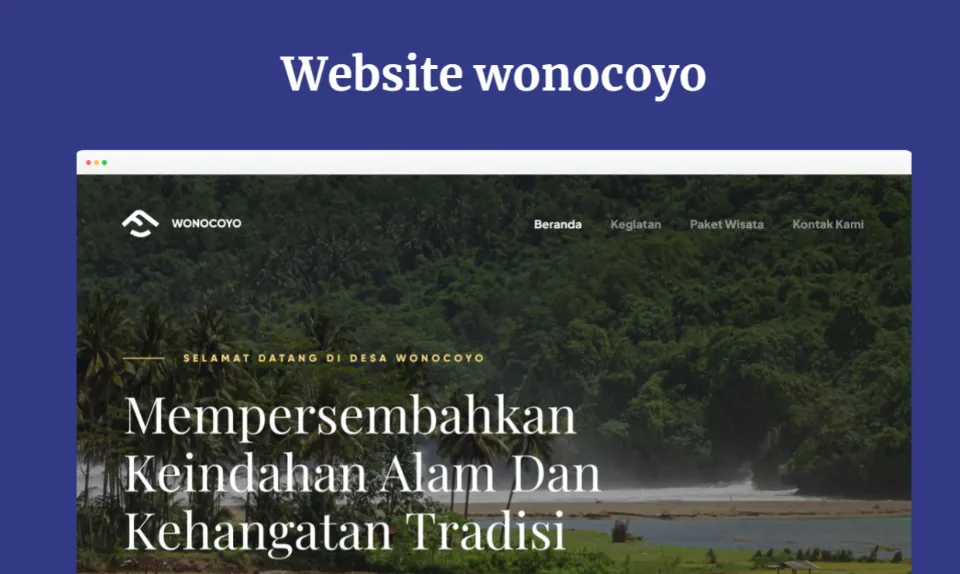 Website wonocoyo
WONOCOYO
Beranda Kegiatan Paket Wisata Kontak Kami
SELAMAT DATANG DI DESA WONOCOYO
Mempersembahkan
Keindahan Alam Dan
Kehangatan Tradisi